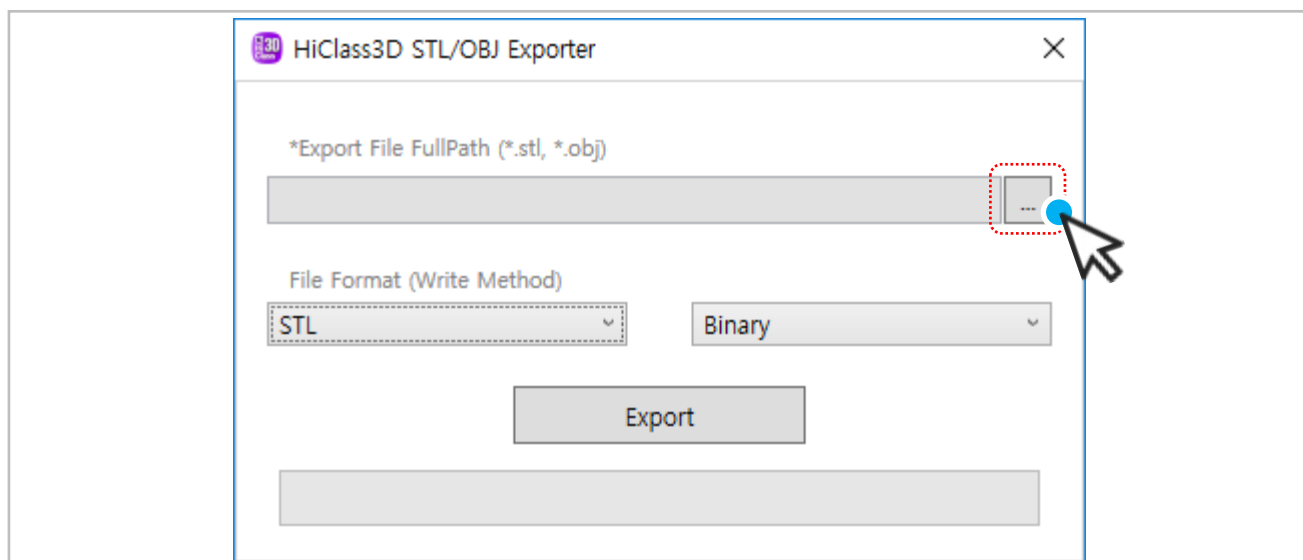 HiClass3D STL/OBJ Exporter
*Export File FullPath (*.stl, *.obj)
...
File Format (Write Method)
STL Binary
Export